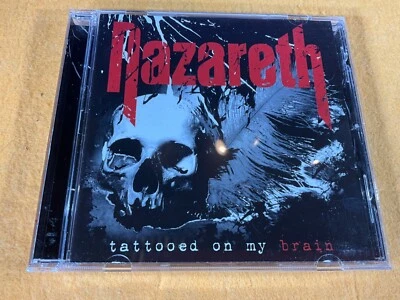 Nazareth
tattooed on my brain